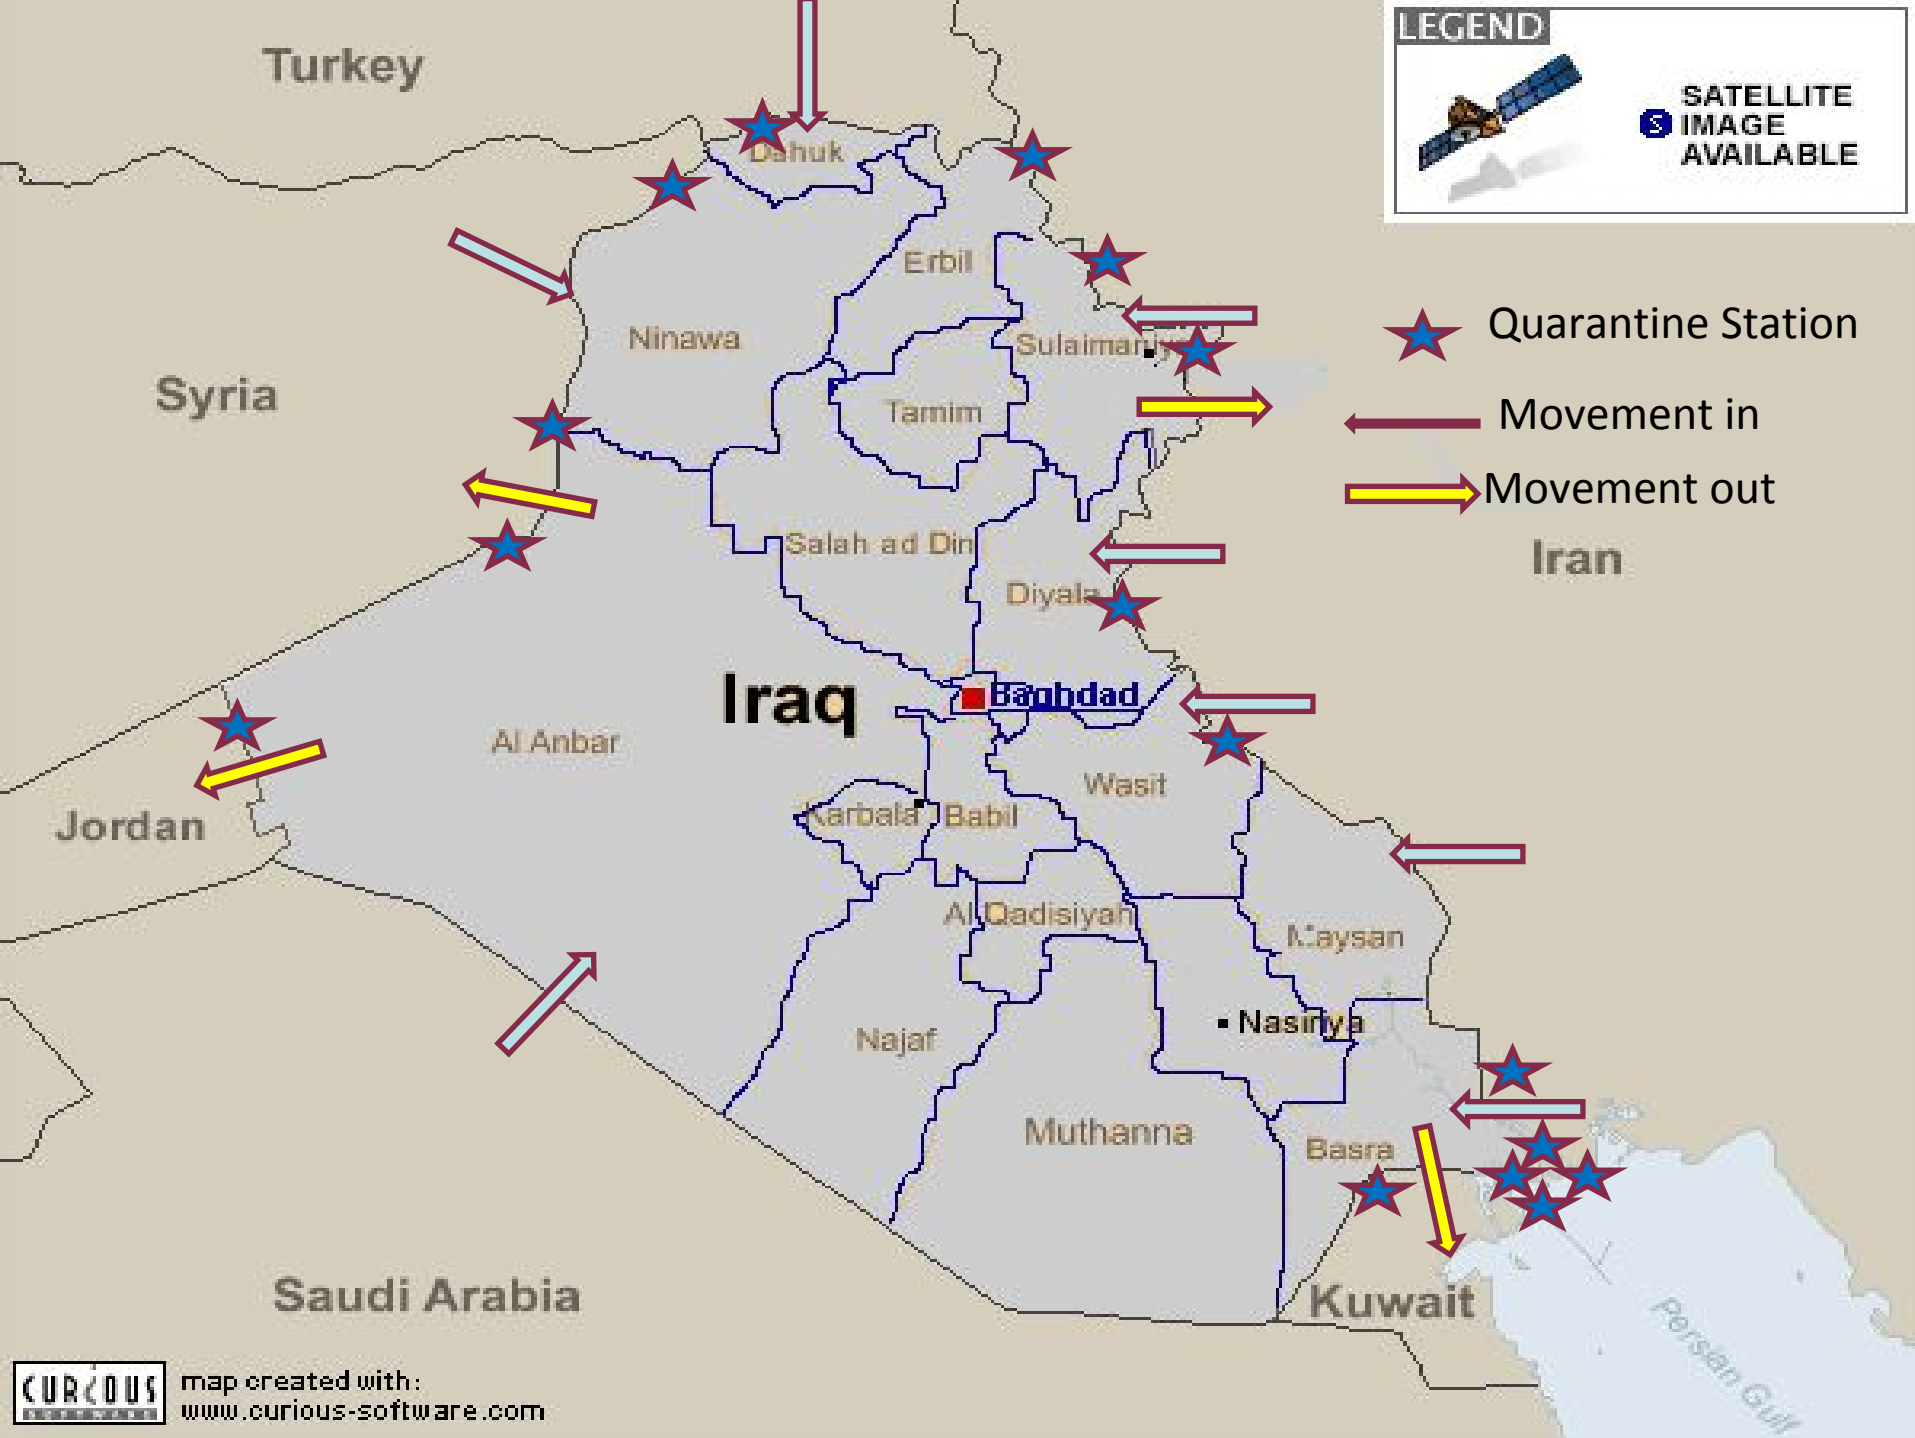 Turkey
LEGEND
S
SATELLITE
IMAGE
AVAILABLE
Dahuk
Erbil
Ninawa
Quarantine Station
Syria
Tamim
Movement in
Movement out
Salah ad Din
Iran
Diyala
Iraq
Baghdad
Al Anbar
Wasit
Jordan
Karbala
Babil
Al Qadisiyah
Maysan
Najaf
Nasiriya
Muthanna
Basra
Saudi Arabia
Kuwait
Persian Gulf
CURIOUS
map created with:
www.curious-software.com